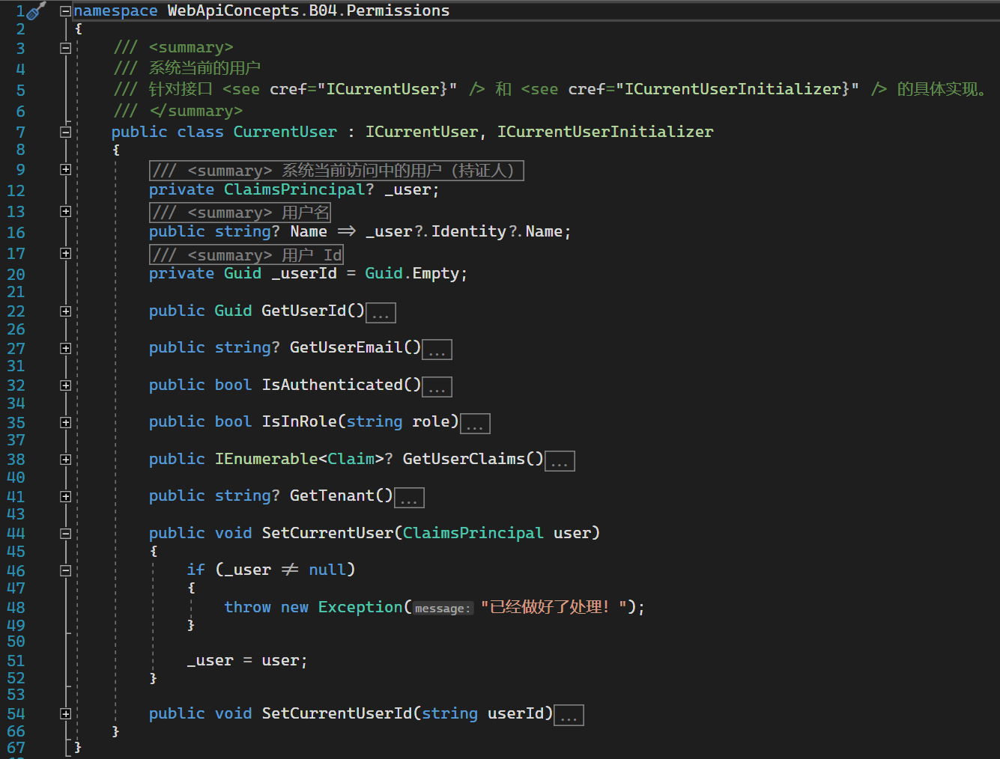 1 namespace WebApiConcepts.B04.Permissions
2 {
3 /// <summary>
4 /// 系统当前的用户
5 /// 针对接口 <see cref="ICurrentUser}" /> 和 <see cref="ICurrentUserInitializer}" /> 的具体实现。
6 /// </summary>
7 public class CurrentUser : ICurrentUser, ICurrentUserInitializer
8 {
9 /// <summary> 系统当前访问中的用户（持证人）
12 private ClaimsPrincipal? _user;
13 /// <summary> 用户名
16 public string? Name => _user?.Identity?.Name;
17 /// <summary> 用户 Id
20 private Guid _userId = Guid.Empty;
21
22 public Guid GetUserId()...
26
27 public string? GetUserEmail()...
31
32 public bool IsAuthenticated()...
34
35 public bool IsInRole(string role)...
37
38 public IEnumerable<Claim>? GetUserClaims()...
40
41 public string? GetTenant()...
43
44 public void SetCurrentUser(ClaimsPrincipal user)
45 {
46 if (_user != null)
47 {
48 throw new Exception(message: "已经做好了处理！");
49 }
50
51 _user = user;
52 }
53
54 public void SetCurrentUserId(string userId)...
66 }
67 }